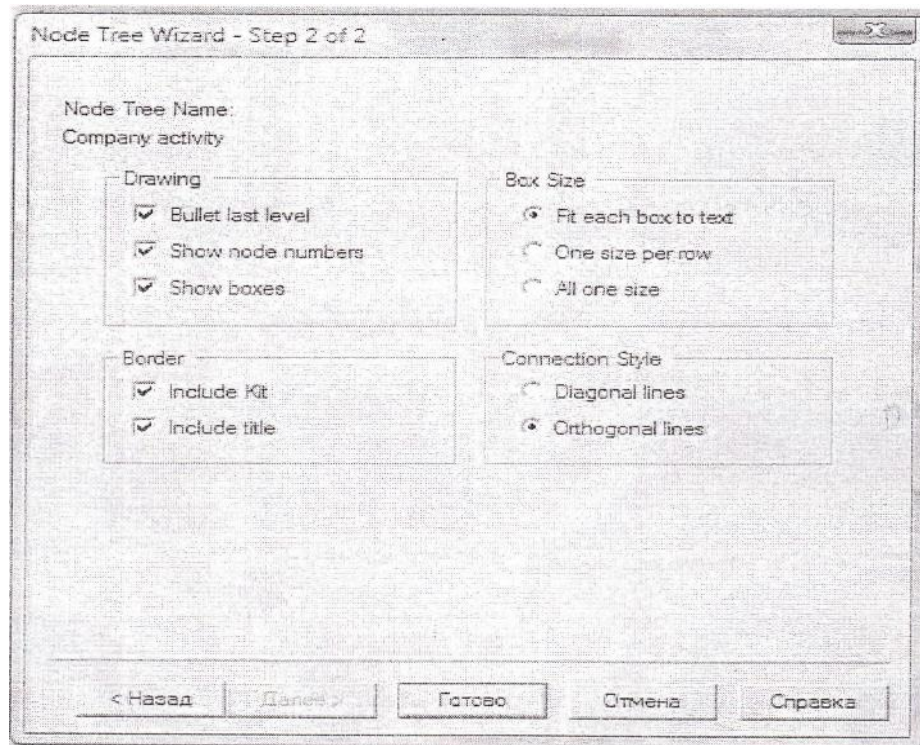 Node Tree Wizard - Step 2 of 2
Node Tree Name:
Company activity
Drawing
Bullet last level
Show node numbers
Show boxes
Box Size
Fit each box to text
One size per row
All one size
Border
Include Kit
Include title
Connection Style
Diagonal lines
Orthogonal lines
< Назад
Далее >
Готово
Отмена
Справка